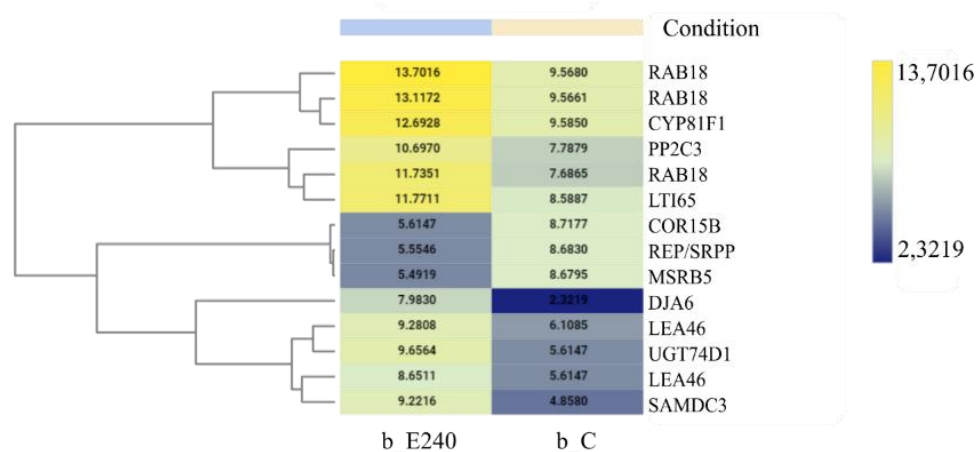 Condition
13.7016 9.5680 RAB18
13,7016
13.1172 9.5661 RAB18
12.6928 9.5850 CYP81F1
10.6970 7.7879 PP2C3
11.7351 7.6865 RAB18
11.7711 8.5887 LTI65
5.6147 8.7177 COR15B
5.5546 8.6830 REP/SRPP
2,3219
5.4919 8.6795 MSRB5
7.9830 2.3219 DJA6
9.2808 6.1085 LEA46
9.6564 5.6147 UGT74D1
8.6511 5.6147 LEA46
9.2216 4.8580 SAMDC3
b_E240 b_C